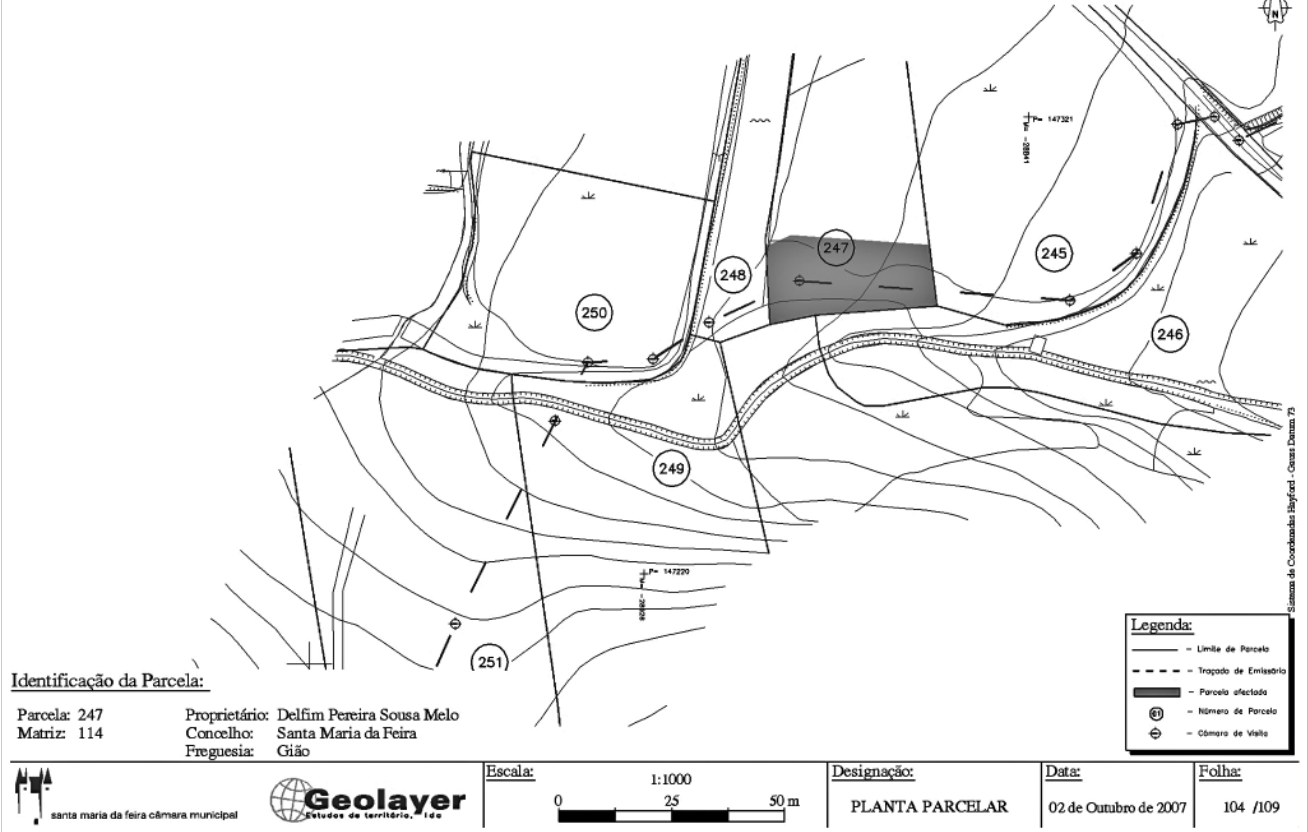 N
P= 147321
M= -28841
247
245
248
250
246
249
P= 147220
251
Sistema de Coordenadas Hayford - Gauss Datum 73
Legenda:
- Limite de Parcela
- Traçado de Emissário
- Parcela afectada
- Número de Parcela
- Câmara de Visita
Identificação da Parcela:
Parcela: 247 Proprietário: Delfim Pereira Sousa Melo
Matriz: 114 Concelho: Santa Maria da Feira
Freguesia: Gião
santa maria da feira câmara municipal
Geolayer
Estudos de território, lda
Escala:
1:1000
0 25 50 m
Designação:
PLANTA PARCELAR
Data:
02 de Outubro de 2007
Folha:
104 /109